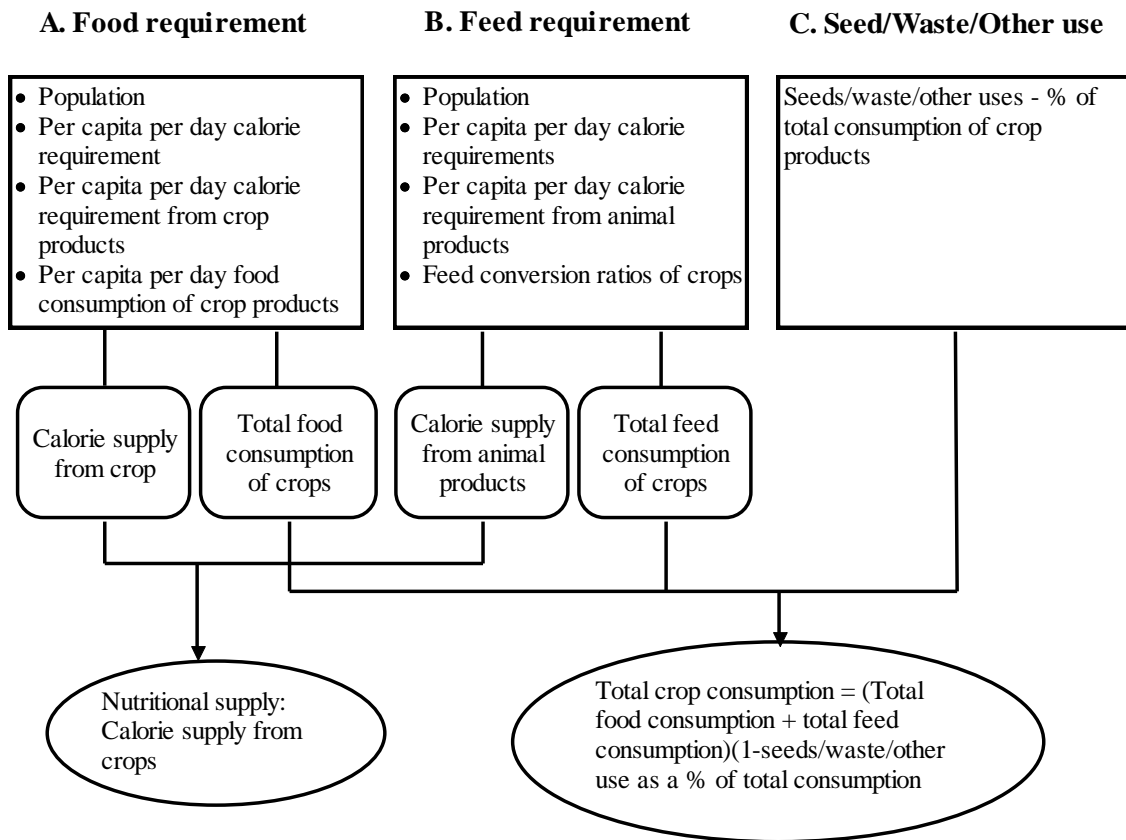 A. Food requirement
B. Feed requirement
C. Seed/Waste/Other use
• Population
• Per capita per day calorie
requirement
• Per capita per day calorie
requirement from crop
products
• Per capita per day food
consumption of crop products
• Population
• Per capita per day calorie
requirements
• Per capita per day calorie
requirement from animal
products
• Feed conversion ratios of crops
Seeds/waste/other uses - % of
total consumption of crop
products
Calorie supply
from crop
Total food
consumption
of crops
Calorie supply
from animal
products
Total feed
consumption
of crops
Nutritional supply:
Calorie supply from
crops
Total crop consumption = (Total
food consumption + total feed
consumption)(1-seeds/waste/other
use as a % of total consumption